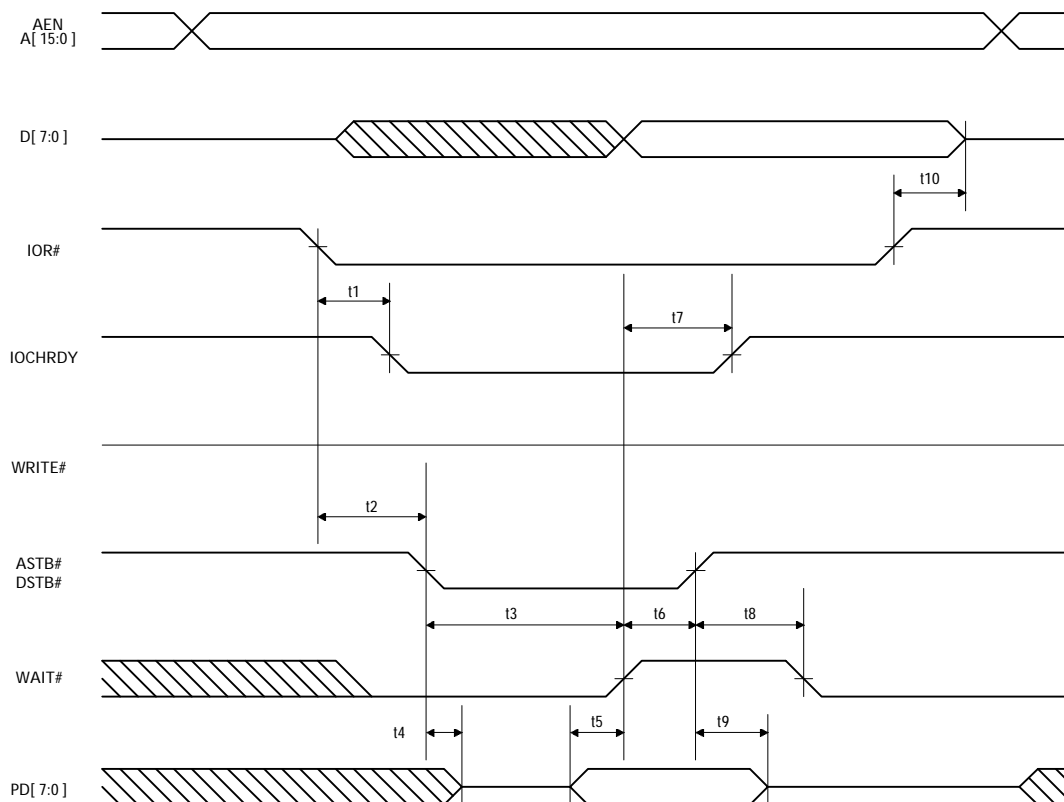 AEN
A[ 15:0 ]
D[ 7:0 ]
t10
IOR#
t1
t7
IOCHRDY
WRITE#
t2
ASTB#
DSTB#
t3
t6
t8
WAIT#
t4
t5
t9
PD[ 7:0 ]